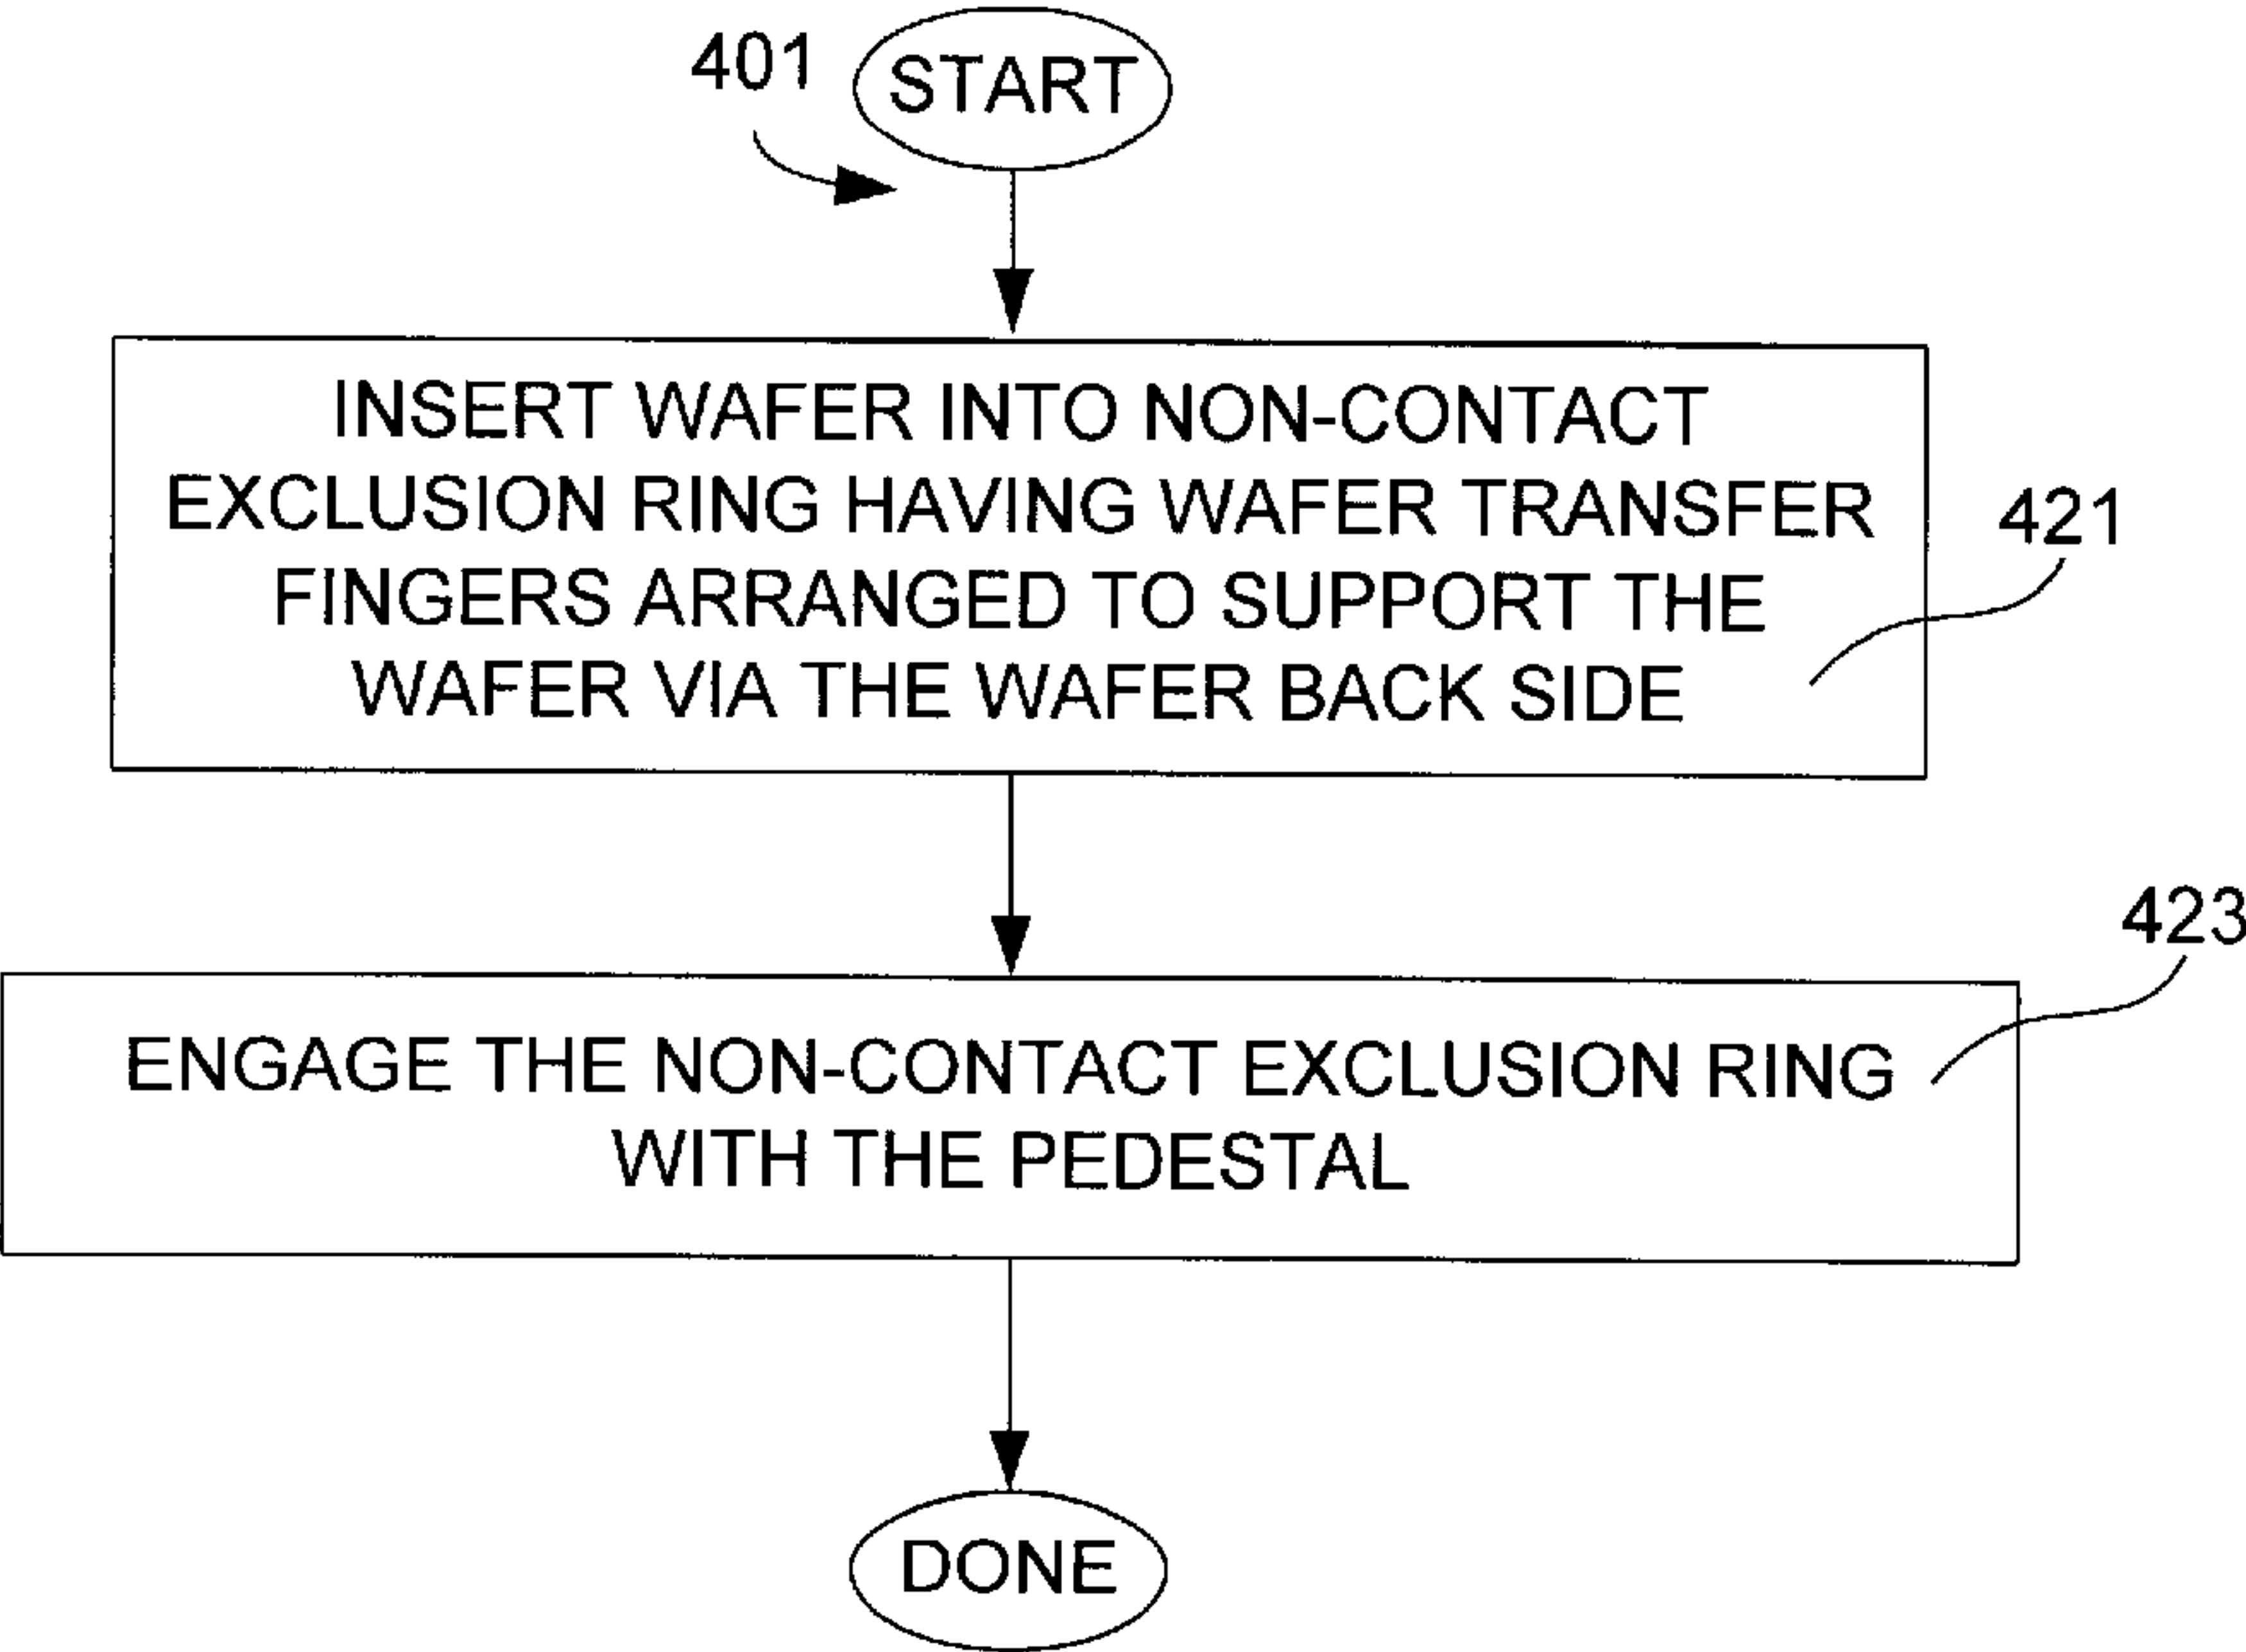 401
START
INSERT WAFER INTO NON-CONTACT
EXCLUSION RING HAVING WAFER TRANSFER
FINGERS ARRANGED TO SUPPORT THE
WAFER VIA THE WAFER BACK SIDE
421
423
ENGAGE THE NON-CONTACT EXCLUSION RING
WITH THE PEDESTAL
DONE